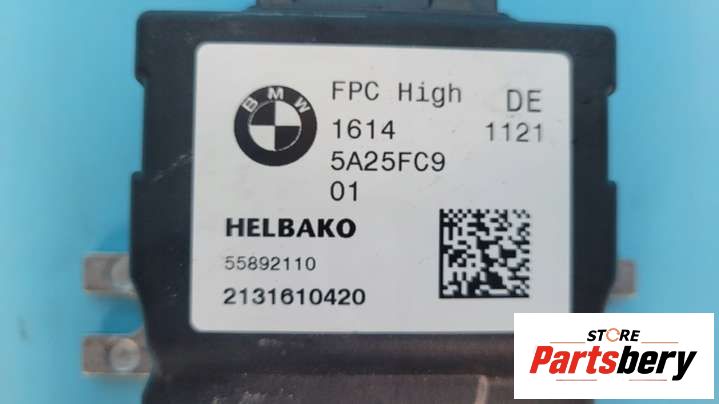 BMW
FPC High DE
1614 1121
5A25FC9
01
HELBAKO
55892110
2131610420
STORE
Partsbery